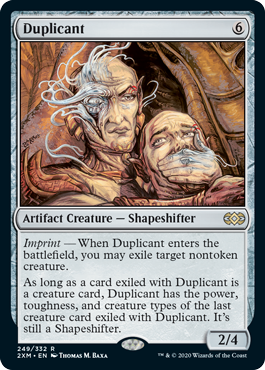 Duplicant 6
Artifact Creature — Shapeshifter
Imprint — When Duplicant enters the
battlefield, you may exile target nontoken
creature.
As long as a card exiled with Duplicant is
a creature card, Duplicant has the power,
toughness, and creature types of the last
creature card exiled with Duplicant. It's
still a Shapeshifter.
2/4
249/332 R
2XM • EN THOMAS M. BAXA
™ & © 2020 Wizards of the Coast